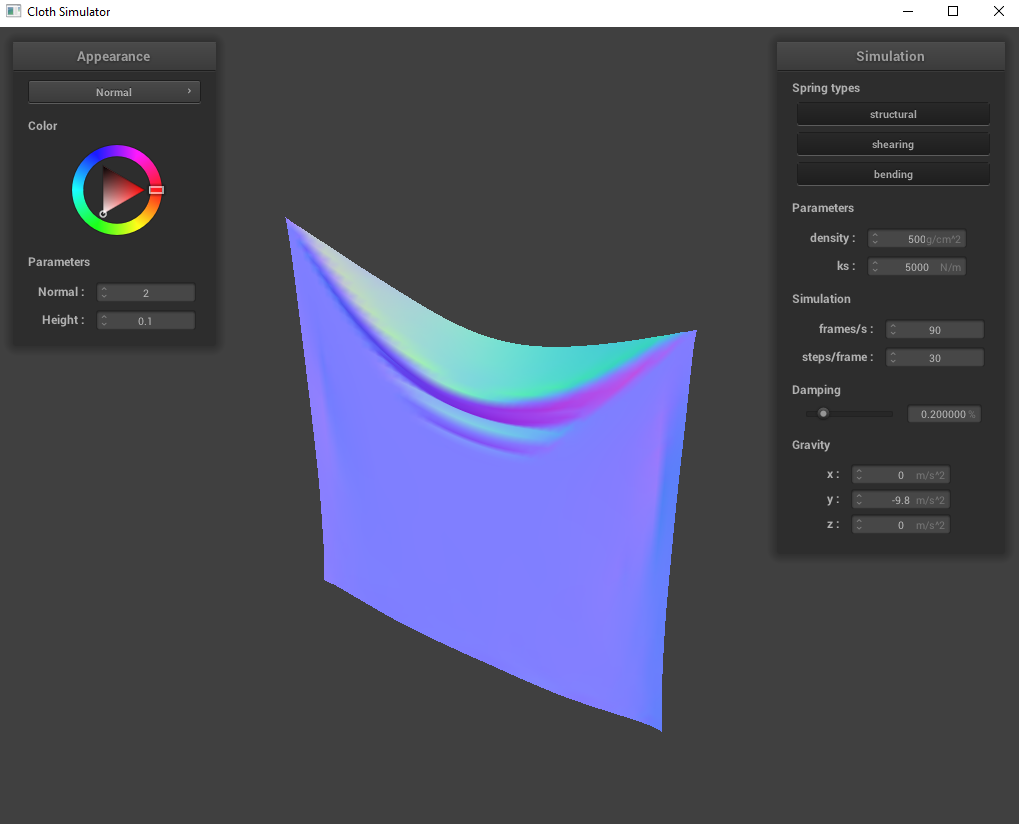 Cloth Simulator
Appearance
Normal
Color
Parameters
Normal : 2
Height : 0.1
Simulation
Spring types
structural
shearing
bending
Parameters
density : 500g/cm^2
ks : 5000 N/m
Simulation
frames/s : 90
steps/frame : 30
Damping
0.200000 %
Gravity
x : 0 m/s^2
y : -9.8 m/s^2
z : 0 m/s^2